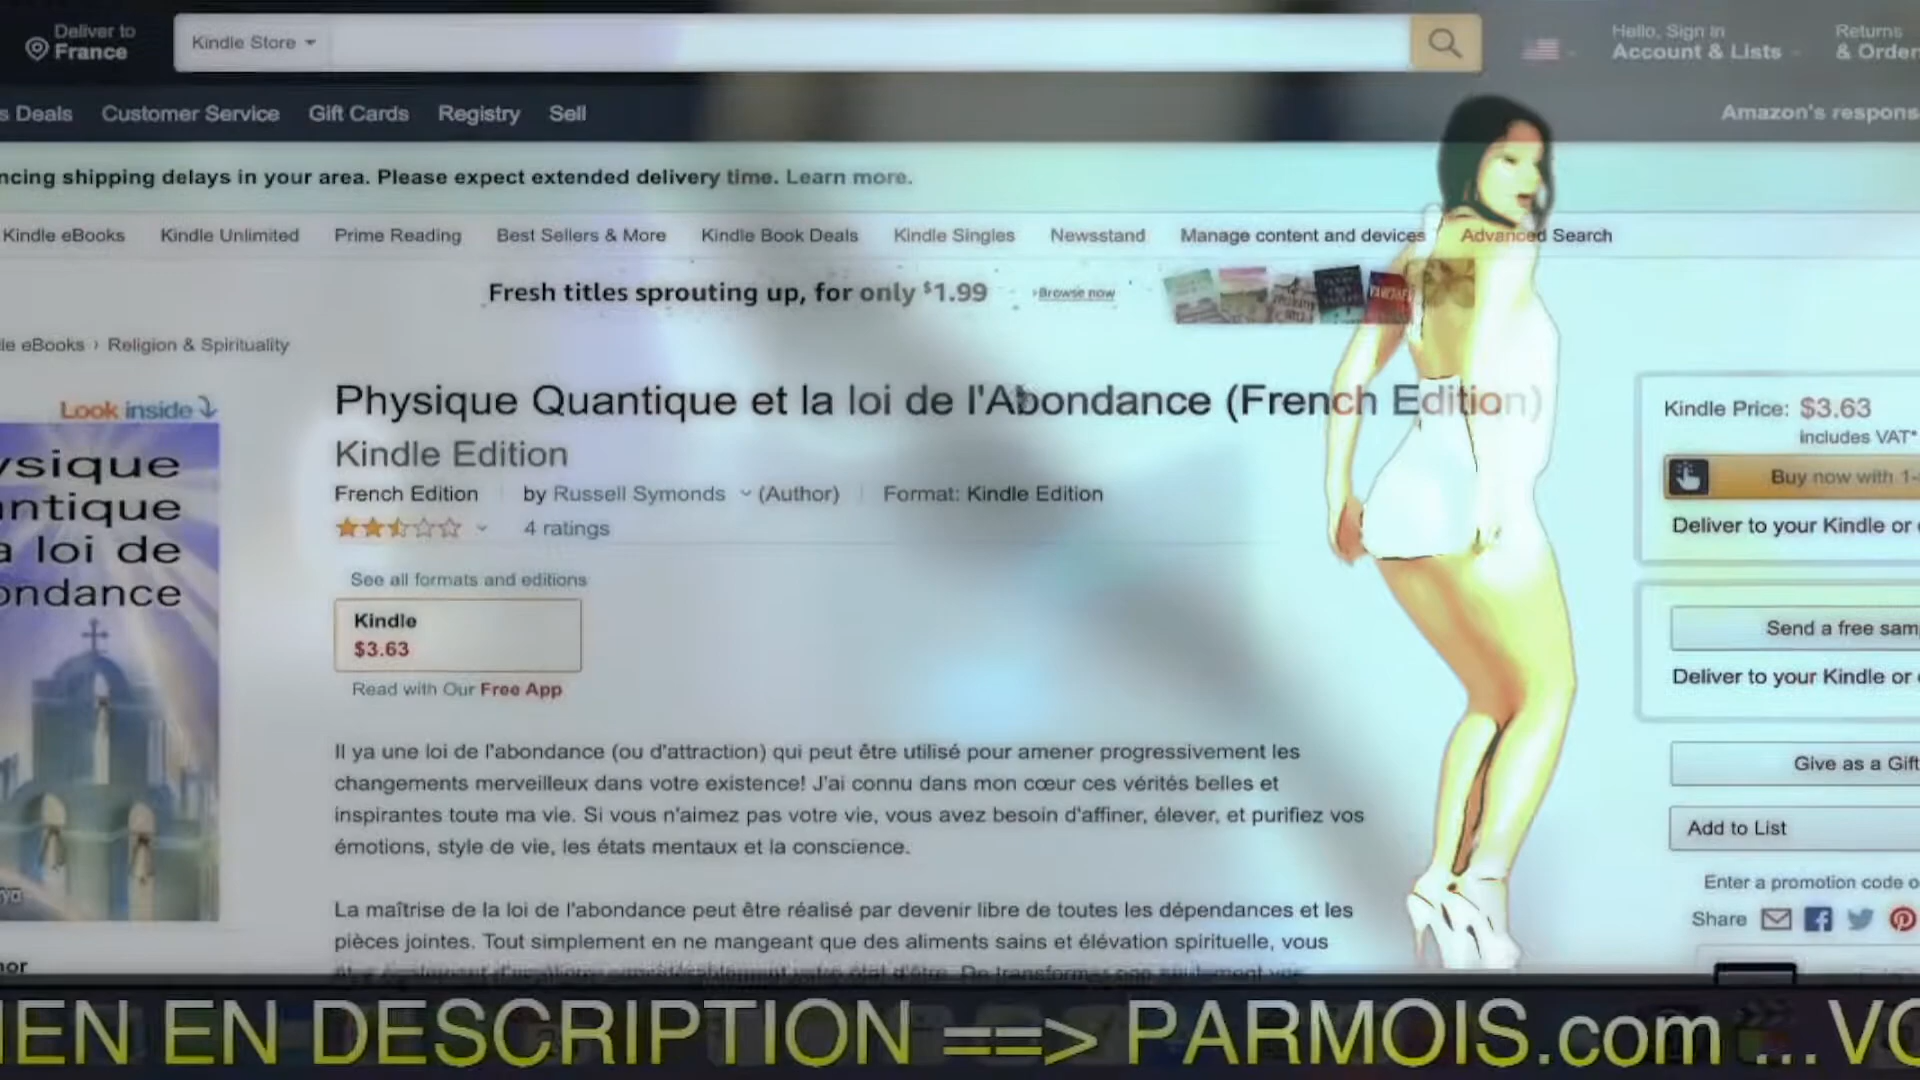 Deliver to
France
Kindle Store
Hello, Sign in
Account & Lists
Returns
& Orders
s Deals Customer Service Gift Cards Registry Sell
Amazon's respons
ncing shipping delays in your area. Please expect extended delivery time. Learn more.
Kindle eBooks Kindle Unlimited Prime Reading Best Sellers & More Kindle Book Deals Kindle Singles Newsstand Manage content and devices Advanced Search
Fresh titles sprouting up, for only $1.99 ›Browse now
le eBooks › Religion & Spirituality
Look inside
ysique
antique
a loi de
ondance
Physique Quantique et la loi de l'Abondance (French Edition)
Kindle Edition
French Edition by Russell Symonds (Author) Format: Kindle Edition
4 ratings
See all formats and editions
Kindle
$3.63
Read with Our Free App
Il ya une loi de l'abondance (ou d'attraction) qui peut être utilisé pour amener progressivement les
changements merveilleux dans votre existence! J'ai connu dans mon cœur ces vérités belles et
inspirantes toute ma vie. Si vous n'aimez pas votre vie, vous avez besoin d'affiner, élever, et purifiez vos
émotions, style de vie, les états mentaux et la conscience.
La maîtrise de la loi de l'abondance peut être réalisé par devenir libre de toutes les dépendances et les
pièces jointes. Tout simplement en ne mangeant que des aliments sains et élévation spirituelle, vous
Kindle Price: $3.63
includes VAT*
Buy now with 1-
Deliver to your Kindle or
Send a free sam
Deliver to your Kindle or
Give as a Gift
Add to List
Enter a promotion code o
Share
IEN EN DESCRIPTION ==> PARMOIS.com ...VO